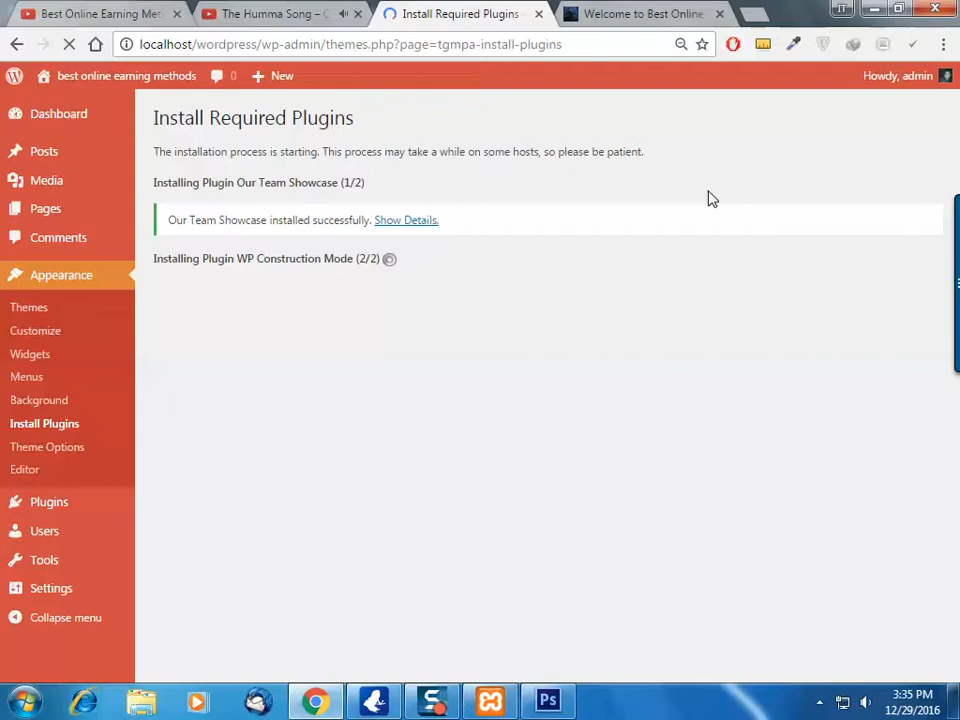 Best Online Earning Met
The Humma Song – C
Install Required Plugins
Welcome to Best Online
localhost/wordpress/wp-admin/themes.php?page=tgmpa-install-plugins
best online earning methods
0
New
Howdy, admin
Dashboard
Posts
Media
Pages
Comments
Appearance
Themes
Customize
Widgets
Menus
Background
Install Plugins
Theme Options
Editor
Plugins
Users
Tools
Settings
Collapse menu
Install Required Plugins
The installation process is starting. This process may take a while on some hosts, so please be patient.
Installing Plugin Our Team Showcase (1/2)
Our Team Showcase installed successfully. Show Details.
Installing Plugin WP Construction Mode (2/2)
Ps
3:35 PM
12/29/2016